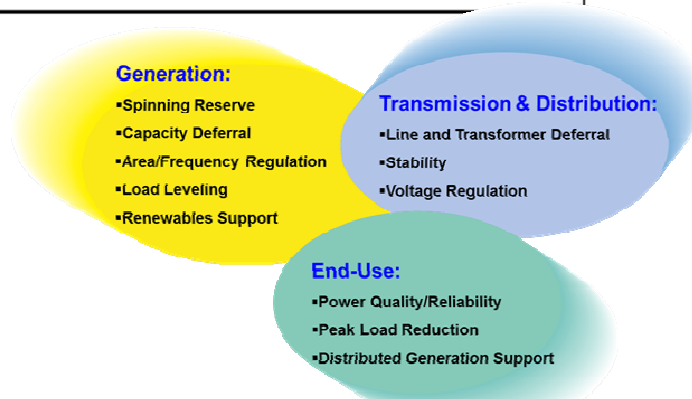 Generation:
▪Spinning Reserve
▪Capacity Deferral
▪Area/Frequency Regulation
▪Load Leveling
▪Renewables Support
Transmission & Distribution:
▪Line and Transformer Deferral
▪Stability
▪Voltage Regulation
End-Use:
▪Power Quality/Reliability
▪Peak Load Reduction
▪Distributed Generation Support